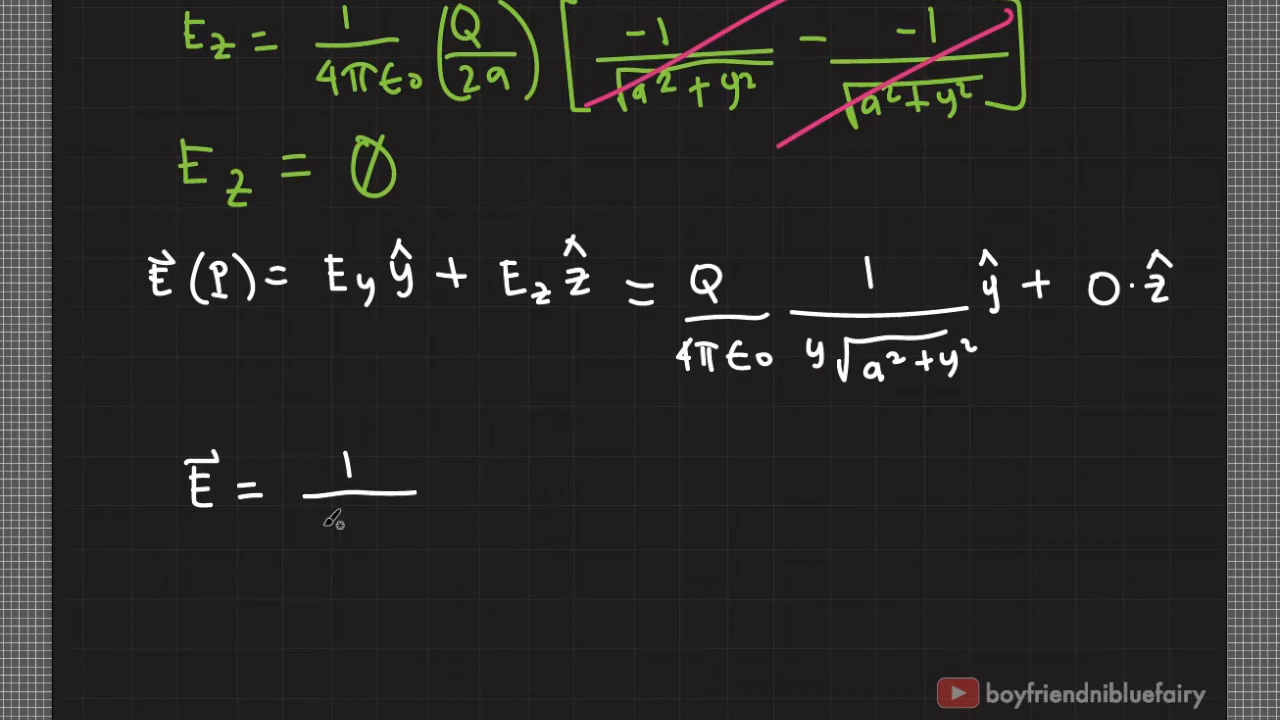 E_z = 1/(4πϵ0) (Q/(2a)) [ -1/√(a²+y²) - -1/√(a²+y²) ]
E_z = 0
E⃗(P) = E_y ŷ + E_z ẑ = Q/(4πϵ0) 1/(y√(a²+y²)) ŷ + 0·ẑ
E⃗ = 1
boyfriendnibluefairy